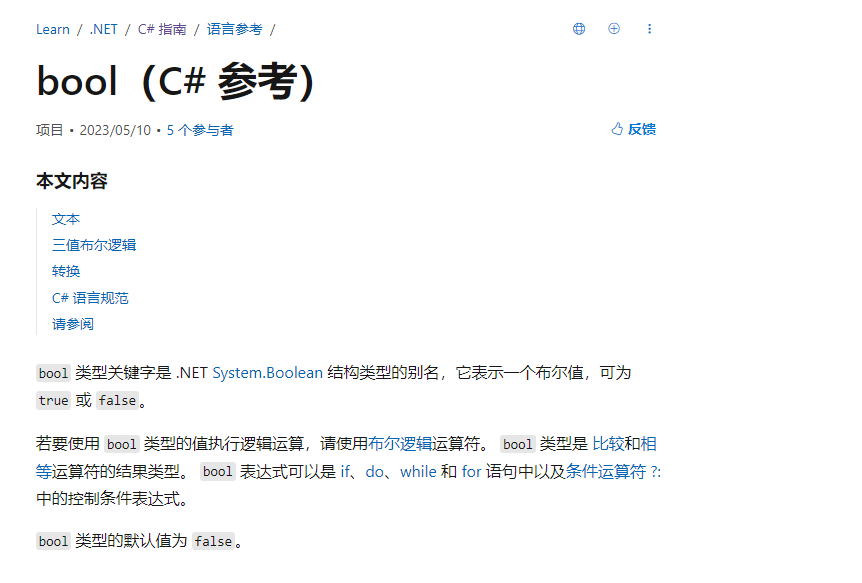 Learn / .NET / C# 指南 / 语言参考 /
bool（C# 参考）
项目 • 2023/05/10 • 5 个参与者
反馈
本文内容
文本
三值布尔逻辑
转换
C# 语言规范
请参阅
bool 类型关键字是 .NET System.Boolean 结构类型的别名，它表示一个布尔值，可为
true 或 false。
若要使用 bool 类型的值执行逻辑运算，请使用布尔逻辑运算符。 bool 类型是 比较和相
等运算符的结果类型。 bool 表达式可以是 if、do、while 和 for 语句中以及条件运算符 ?:
中的控制条件表达式。
bool 类型的默认值为 false。